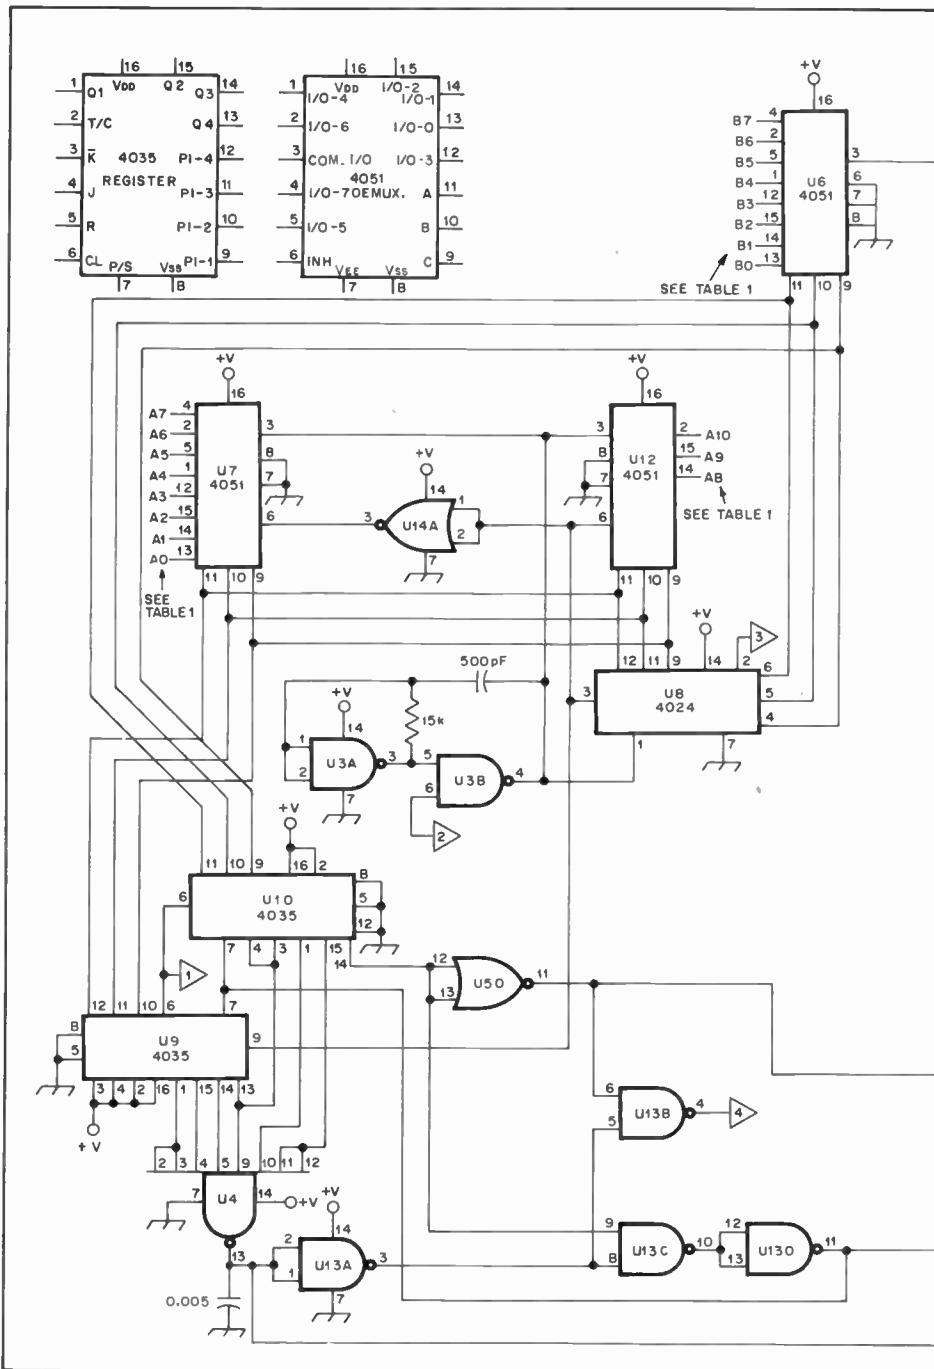 16 15
VDD Q2
1 Q1 Q3 14
2 T/C Q4 13
3 K̅ 4035 PI-4 12
REGISTER
4 J PI-3 11
5 R PI-2 10
6 CL PI-1 9
P/S VSS
7 8
16 15
VDD I/O-2
1 I/O-4 I/O-1 14
2 I/O-6 I/O-0 13
3 COM. I/O I/O-3 12
4051
4 I/O-7 DEMUX. A 11
5 I/O-5 B 10
6 INH C 9
VEE VSS
7 8
+V
16
B7 4
B6 2
B5 5
B4 1
B3 12
B2 15
B1 14
B0 13
U6
4051
3
6
7
8
SEE TABLE 1
11 10 9
+V
16
A7 4
A6 2
A5 5
A4 1
A3 12
A2 15
A1 14
A0 13
U7
4051
3
8
7
6
SEE
TABLE 1
11 10 9
+V
14
3 U14A 1
2
7
+V
16
3
8
7
6
U12
4051
2 A10
15 A9
14 A8
SEE TABLE 1
11 10 9
+V
12 11 9 14 2 3
3 U8
4024
6
5
4
1 7
500pF
15k
+V
14
1
2
U3A
3
7
5
6
U3B
4
2
+V
11 10 9 16 2
6 U10
4035
8
5
12
7 4 3 1 15
14
1
12 11 10 6 7
8
5
U9
4035
9
3 4 2 16 1 15 14 13
+V
12
13
U5D
11
6
5
U13B
4
4
2 3 4 5 9 10 11 12
7 U4 14 +V
13
0.005
+V
14
2
1
U13A
3
7
9
8
U13C
10
12
13
U13D
11